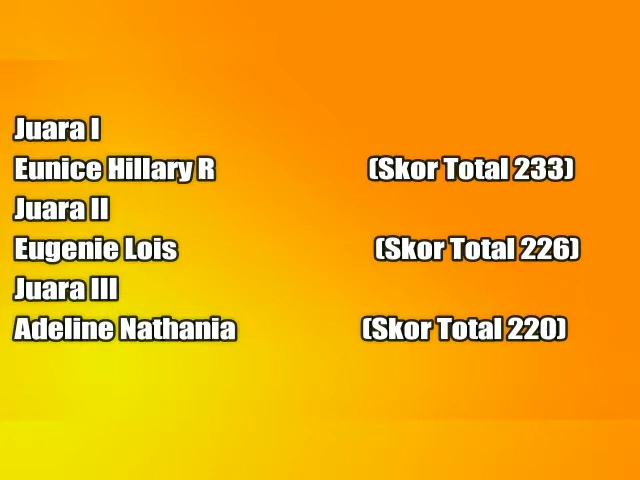 Juara I
Eunice Hillary R (Skor Total 233)
Juara II
Eugenie Lois (Skor Total 226)
Juara III
Adeline Nathania (Skor Total 220)